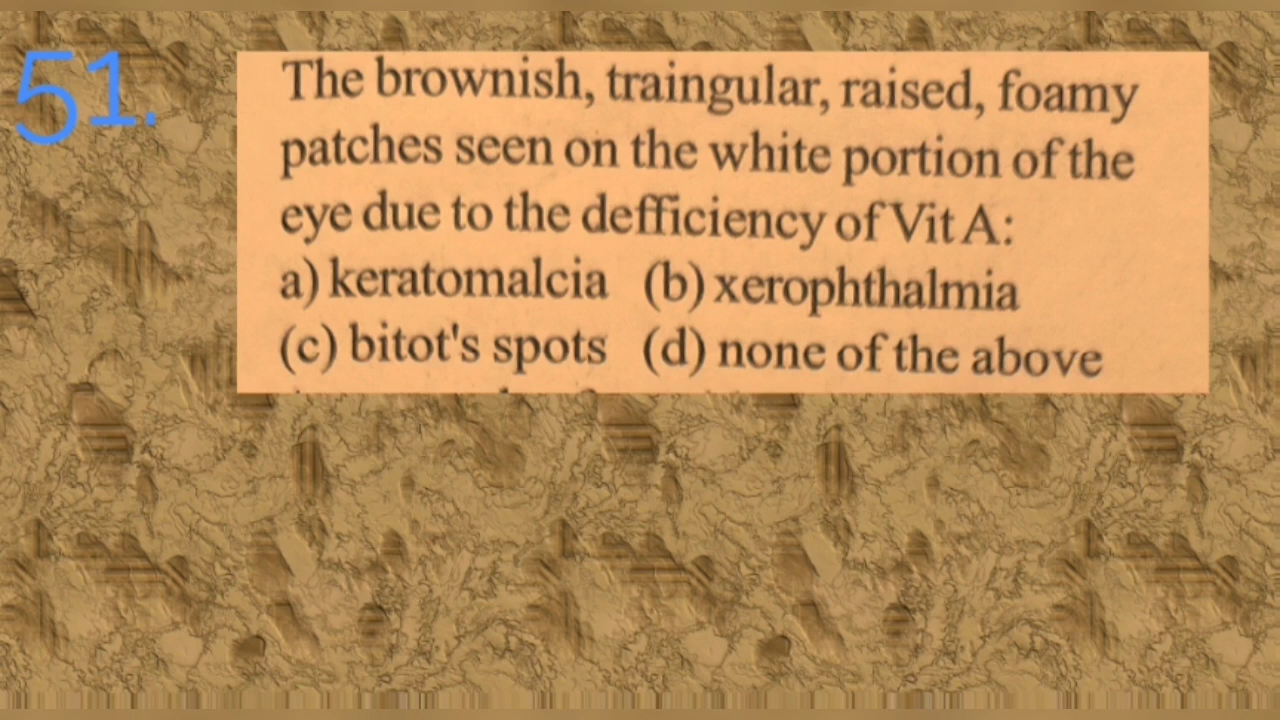 51.
The brownish, traingular, raised, foamy
patches seen on the white portion of the
eye due to the defficiency of Vit A:
a) keratomalcia (b) xerophthalmia
(c) bitot's spots (d) none of the above